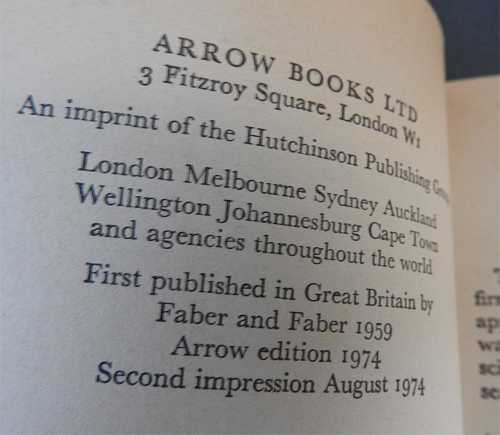 ARROW BOOKS LTD
3 Fitzroy Square, London W1
An imprint of the Hutchinson Publishing Group
London Melbourne Sydney Auckland
Wellington Johannesburg Cape Town
and agencies throughout the world
First published in Great Britain by
Faber and Faber 1959
Arrow edition 1974
Second impression August 1974